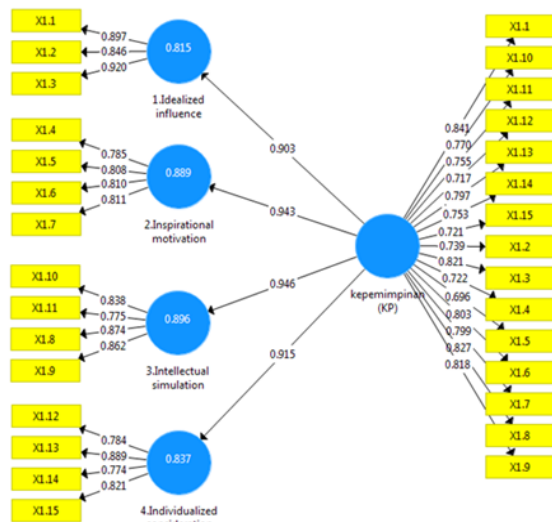 X1.1
X1.2
X1.3
0.897
0.846
0.920
0.815
1.Idealized
influence
X1.4
X1.5
X1.6
X1.7
0.785
0.808
0.810
0.811
0.889
2.Inspirational
motivation
X1.10
X1.11
X1.8
X1.9
0.838
0.775
0.874
0.862
0.896
3.Intellectual
simulation
X1.12
X1.13
X1.14
X1.15
0.784
0.889
0.774
0.821
0.837
4.Individualized
0.903
0.943
0.946
0.915
kepemimpinan
(KP)
0.841
0.770
0.755
0.717
0.797
0.753
0.721
0.739
0.821
0.722
0.696
0.803
0.799
0.827
0.818
X1.1
X1.10
X1.11
X1.12
X1.13
X1.14
X1.15
X1.2
X1.3
X1.4
X1.5
X1.6
X1.7
X1.8
X1.9